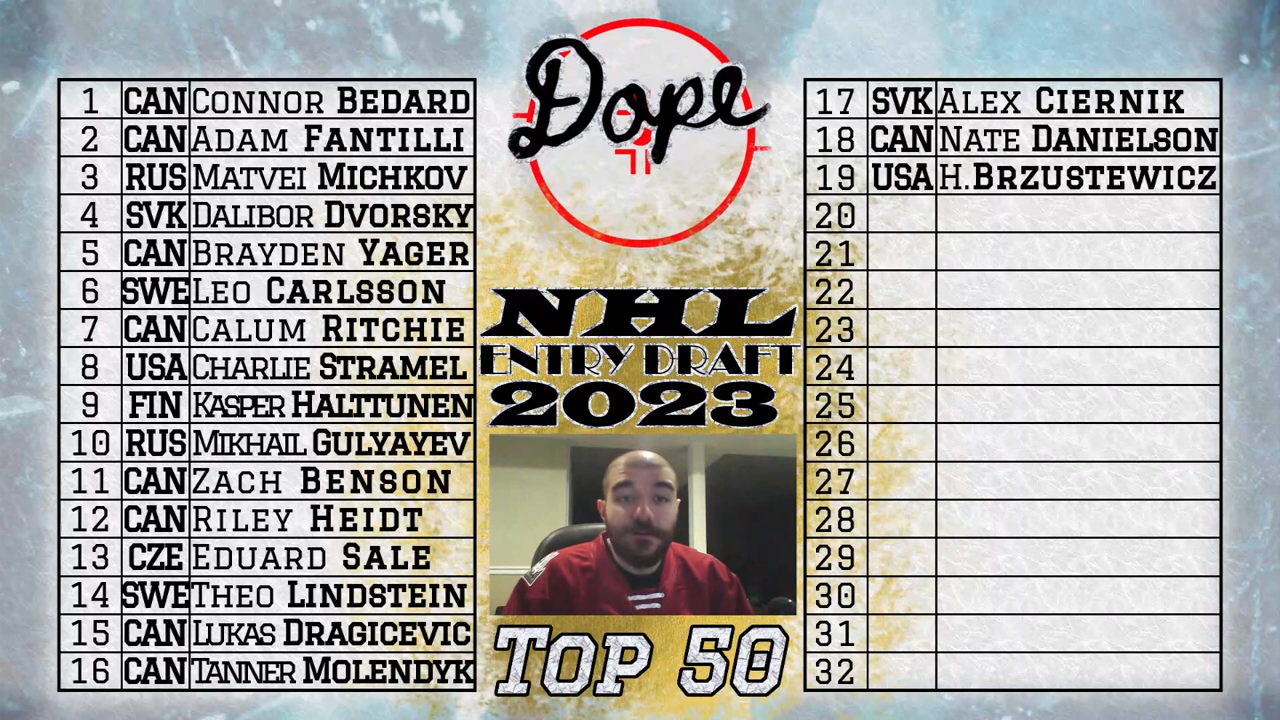 1 CAN CONNOR BEDARD
2 CAN ADAM FANTILLI
3 RUS MATVEI MICHKOV
4 SVK DALIBOR DVORSKY
5 CAN BRAYDEN YAGER
6 SWE LEO CARLSSON
7 CAN CALUM RITCHIE
8 USA CHARLIE STRAMEL
9 FIN KASPER HALTTUNEN
10 RUS MIKHAIL GULYAYEV
11 CAN ZACH BENSON
12 CAN RILEY HEIDT
13 CZE EDUARD SALE
14 SWE THEO LINDSTEIN
15 CAN LUKAS DRAGICEVIC
16 CAN TANNER MOLENDYK
Dope
NHL
ENTRY DRAFT
2023
TOP 50
17 SVK ALEX CIERNIK
18 CAN NATE DANIELSON
19 USA H.BRZUSTEWICZ
20
21
22
23
24
25
26
27
28
29
30
31
32